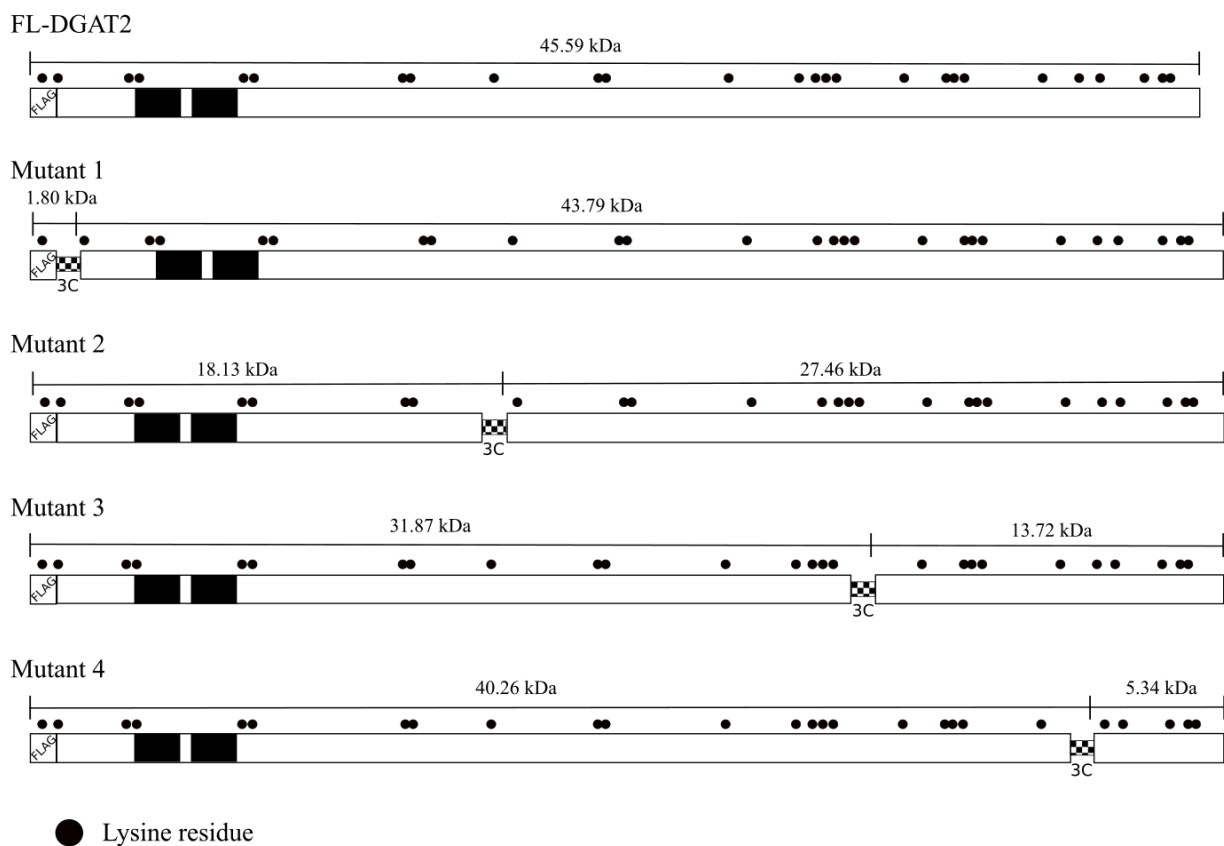 FL-DGAT2
45.59 kDa
FLAG
Mutant 1
1.80 kDa
43.79 kDa
FLAG
3C
Mutant 2
18.13 kDa
27.46 kDa
FLAG
3C
Mutant 3
31.87 kDa
13.72 kDa
FLAG
3C
Mutant 4
40.26 kDa
5.34 kDa
FLAG
3C
Lysine residue